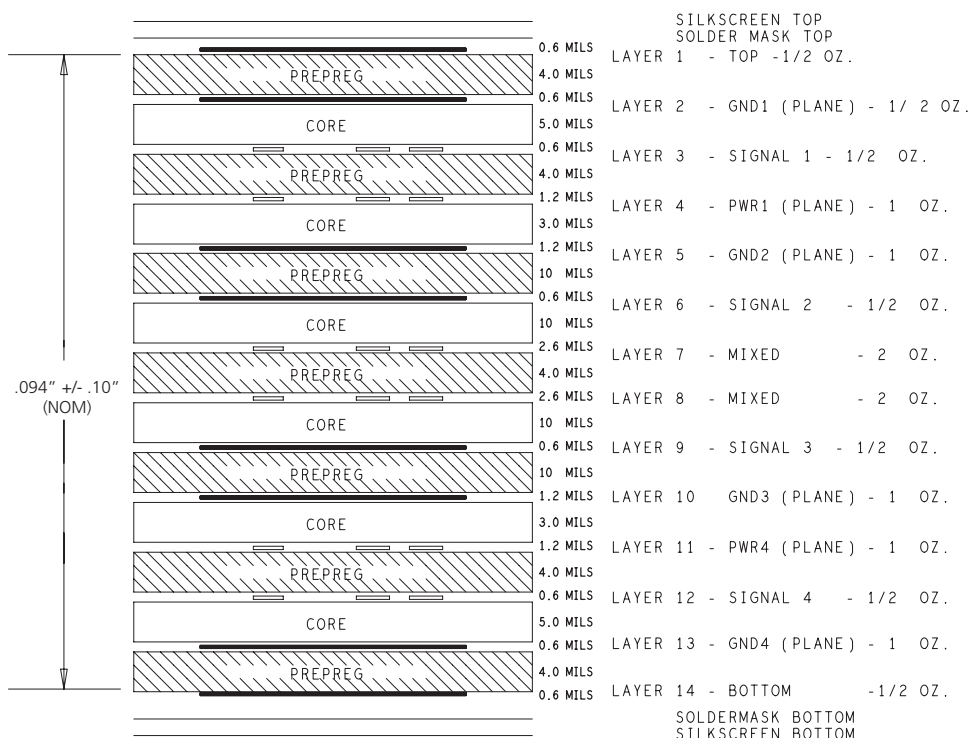 SILKSCREEN TOP
SOLDER MASK TOP
0.6 MILS LAYER 1 - TOP -1/2 OZ.
PREPREG 4.0 MILS
0.6 MILS LAYER 2 - GND1 (PLANE) - 1/ 2 OZ.
CORE 5.0 MILS
0.6 MILS LAYER 3 - SIGNAL 1 - 1/2 OZ.
PREPREG 4.0 MILS
1.2 MILS LAYER 4 - PWR1 (PLANE) - 1 OZ.
CORE 3.0 MILS
1.2 MILS LAYER 5 - GND2 (PLANE) - 1 OZ.
PREPREG 10 MILS
0.6 MILS LAYER 6 - SIGNAL 2 - 1/2 OZ.
CORE 10 MILS
2.6 MILS LAYER 7 - MIXED - 2 OZ.
PREPREG 4.0 MILS
.094" +/- .10"
(NOM)
2.6 MILS LAYER 8 - MIXED - 2 OZ.
CORE 10 MILS
0.6 MILS LAYER 9 - SIGNAL 3 - 1/2 OZ.
PREPREG 10 MILS
1.2 MILS LAYER 10 GND3 (PLANE) - 1 OZ.
CORE 3.0 MILS
1.2 MILS LAYER 11 - PWR4 (PLANE) - 1 OZ.
PREPREG 4.0 MILS
0.6 MILS LAYER 12 - SIGNAL 4 - 1/2 OZ.
CORE 5.0 MILS
0.6 MILS LAYER 13 - GND4 (PLANE) - 1 OZ.
PREPREG 4.0 MILS
0.6 MILS LAYER 14 - BOTTOM -1/2 OZ.
SOLDERMASK BOTTOM
SILKSCREEN BOTTOM